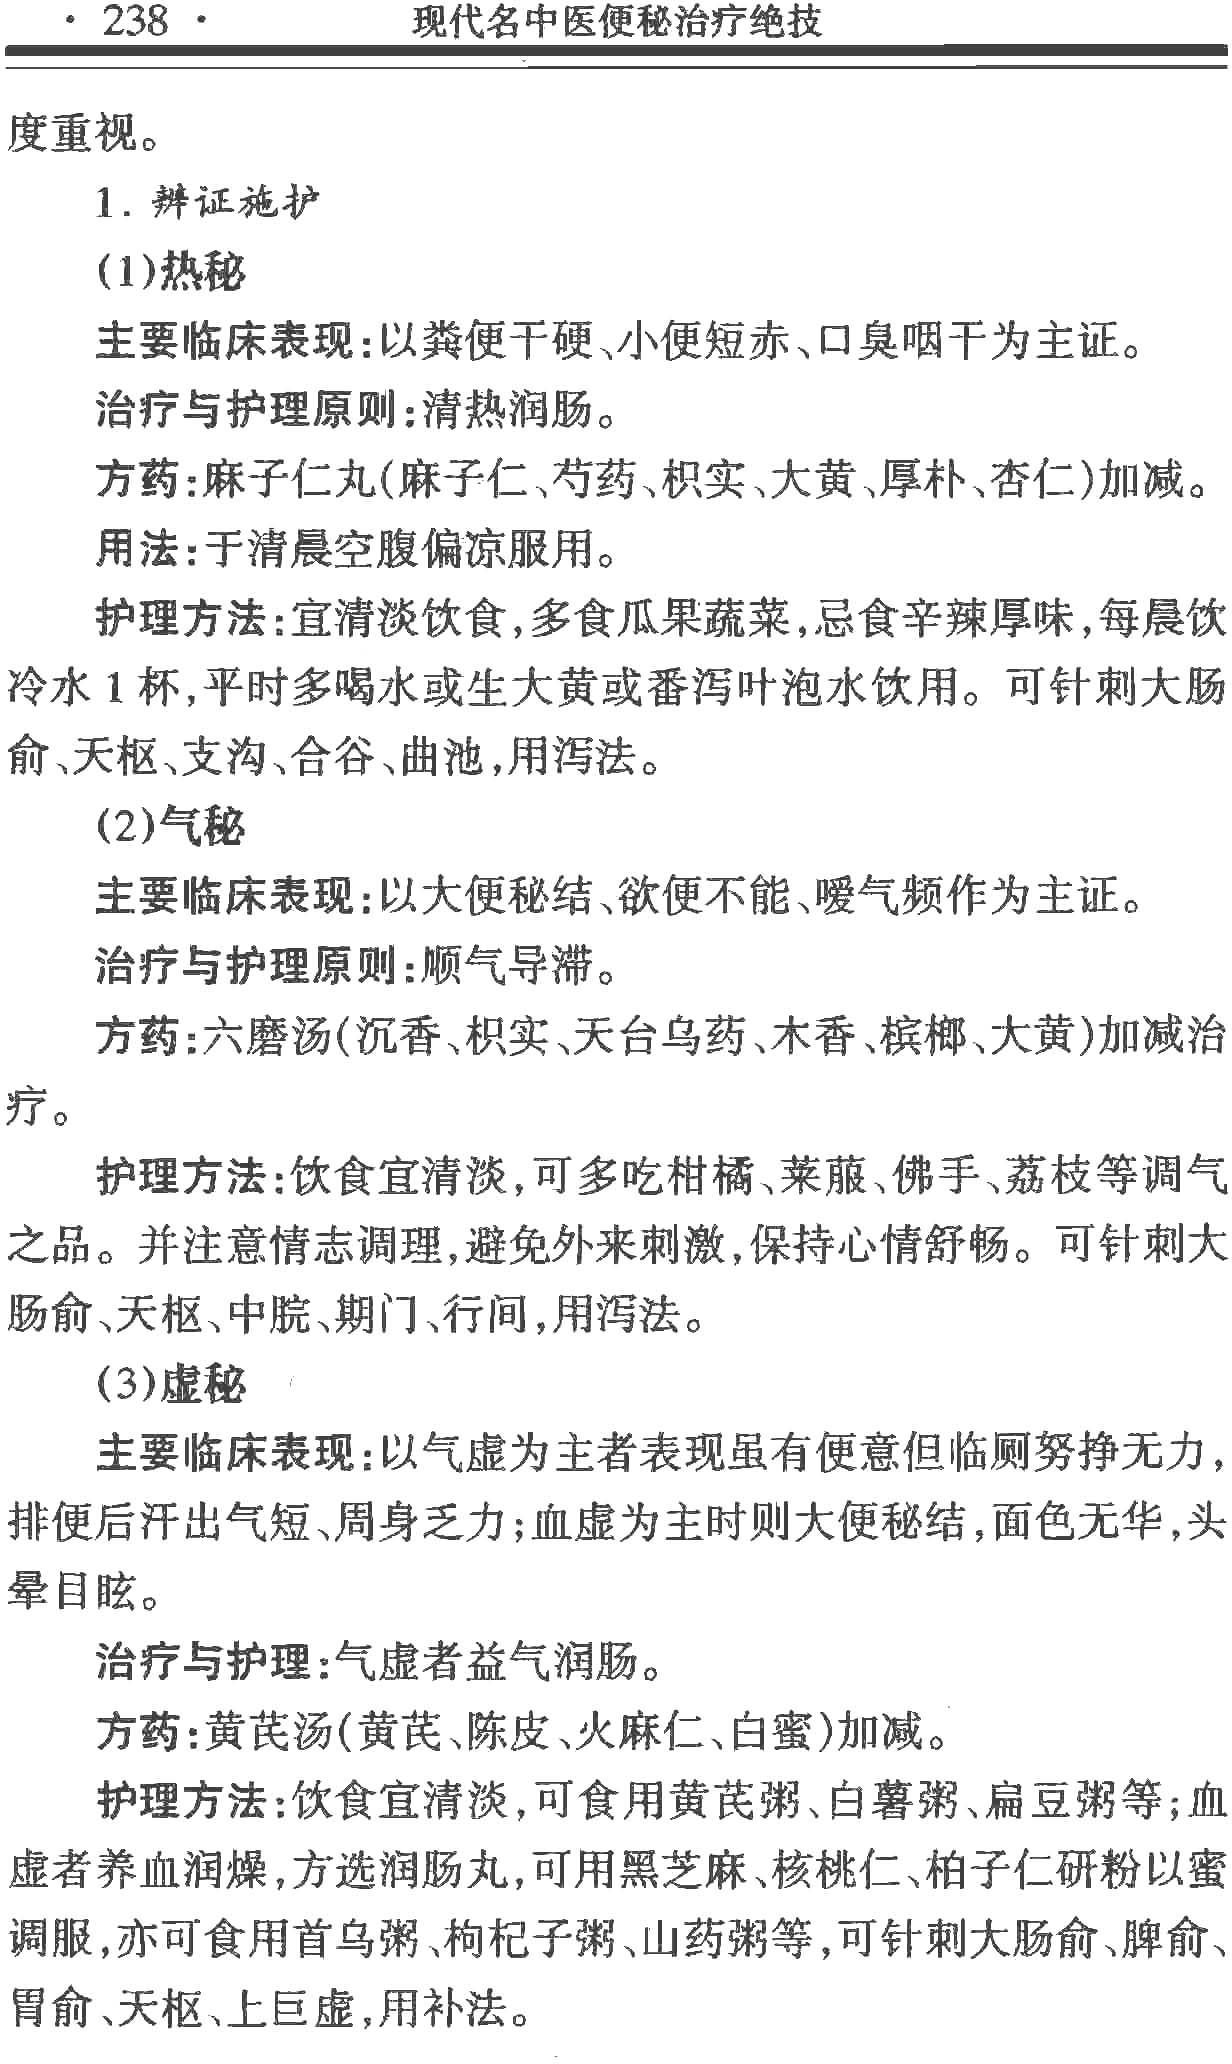 · 238 · 现代名中医便秘治疗绝技
度重视。
1. 辨证施护
(1)热秘
主要临床表现:以粪便干硬、小便短赤、口臭咽干为主证。
治疗与护理原则:清热润肠。
方药:麻子仁丸(麻子仁、芍药、枳实、大黄、厚朴、杏仁)加减。
用法:于清晨空腹偏凉服用。
护理方法:宜清淡饮食,多食瓜果蔬菜,忌食辛辣厚味,每晨饮
冷水1杯,平时多喝水或生大黄或番泻叶泡水饮用。可针刺大肠
俞、天枢、支沟、合谷、曲池,用泻法。
(2)气秘
主要临床表现:以大便秘结、欲便不能、嗳气频作为主证。
治疗与护理原则:顺气导滞。
方药:六磨汤(沉香、枳实、天台乌药、木香、槟榔、大黄)加减治
疗。
护理方法:饮食宜清淡,可多吃柑橘、莱菔、佛手、荔枝等调气
之品。并注意情志调理,避免外来刺激,保持心情舒畅。可针刺大
肠俞、天枢、中脘、期门、行间,用泻法。
(3)虚秘
主要临床表现:以气虚为主者表现虽有便意但临厕努挣无力,
排便后汗出气短、周身乏力;血虚为主时则大便秘结,面色无华,头
晕目眩。
治疗与护理:气虚者益气润肠。
方药:黄芪汤(黄芪、陈皮、火麻仁、白蜜)加减。
护理方法:饮食宜清淡,可食用黄芪粥、白薯粥、扁豆粥等;血
虚者养血润燥,方选润肠丸,可用黑芝麻、核桃仁、柏子仁研粉以蜜
调服,亦可食用首乌粥、枸杞子粥、山药粥等,可针刺大肠俞、脾俞、
胃俞、天枢、上巨虚,用补法。